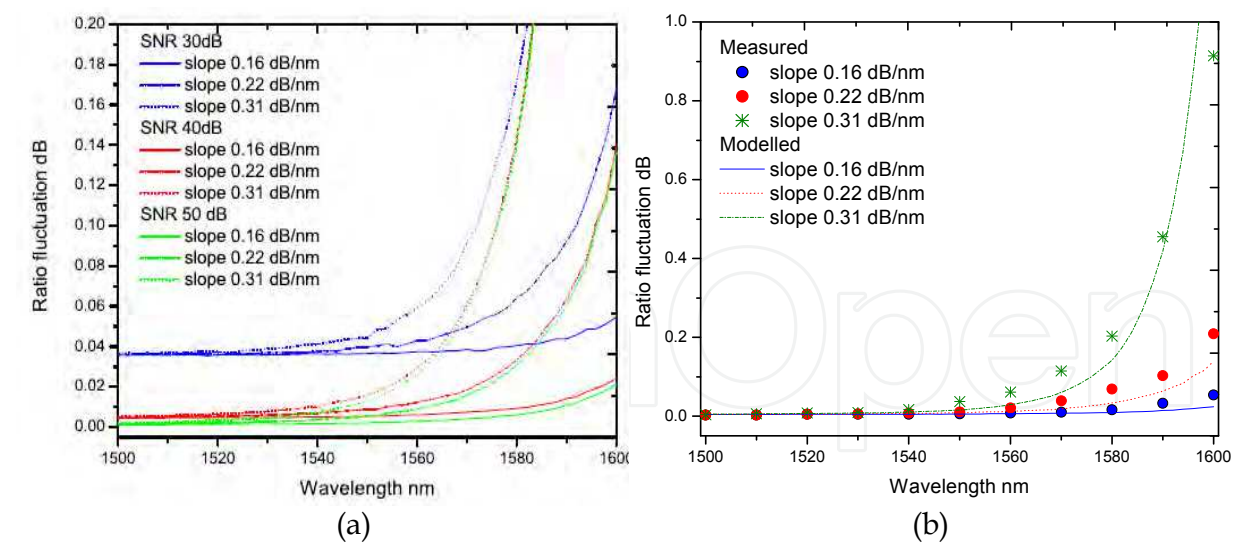 0.20
0.18
0.16
0.14
0.12
0.10
0.08
0.06
0.04
0.02
0.00
Ratio fluctuation dB
SNR 30dB
slope 0.16 dB/nm
slope 0.22 dB/nm
slope 0.31 dB/nm
SNR 40dB
slope 0.16 dB/nm
slope 0.22 dB/nm
slope 0.31 dB/nm
SNR 50 dB
slope 0.16 dB/nm
slope 0.22 dB/nm
slope 0.31 dB/nm
1500 1520 1540 1560 1580 1600
Wavelength nm
(a)
1.0
0.8
0.6
0.4
0.2
0.0
Ratio fluctuation dB
Measured
slope 0.16 dB/nm
slope 0.22 dB/nm
slope 0.31 dB/nm
Modelled
slope 0.16 dB/nm
slope 0.22 dB/nm
slope 0.31 dB/nm
Open
1500 1520 1540 1560 1580 1600
Wavelength nm
(b)